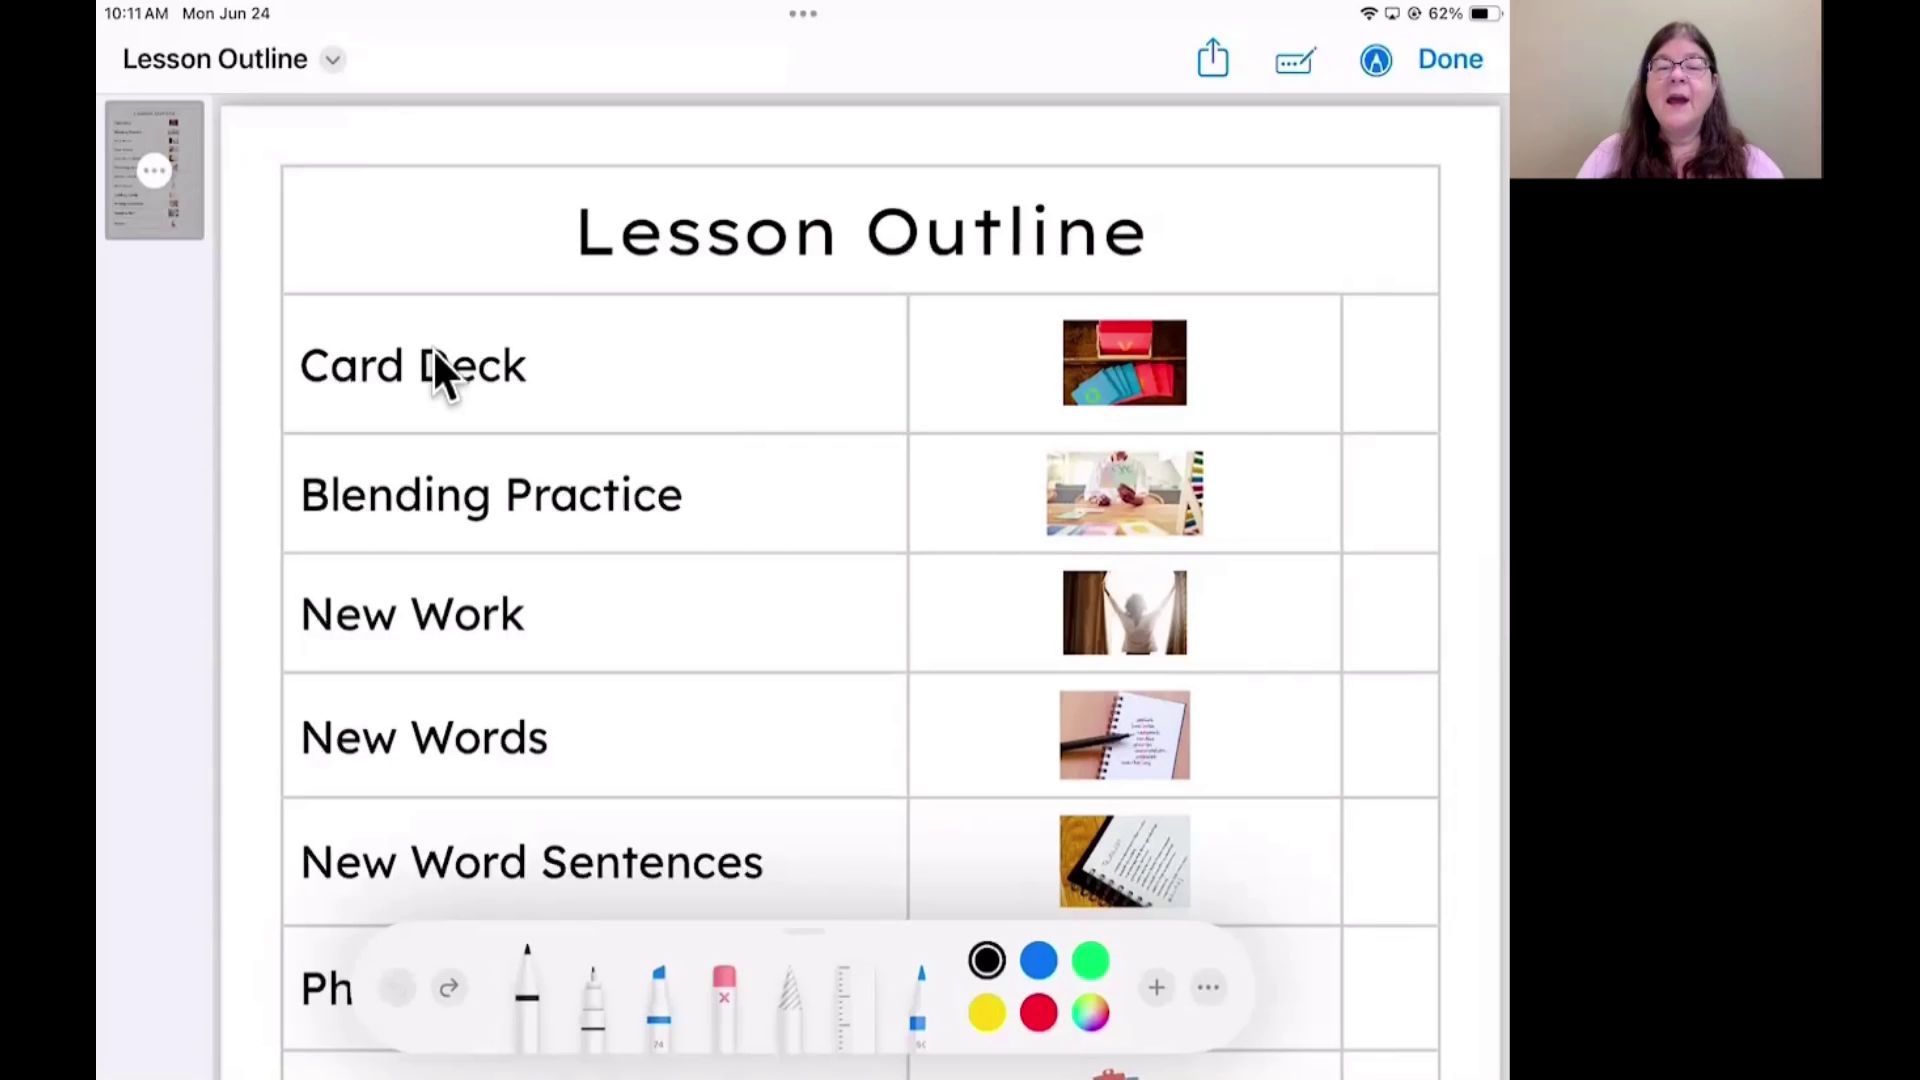 10:11 AM Mon Jun 24
62%
Lesson Outline
Done
Lesson Outline
Card Deck
Blending Practice
New Work
New Words
New Word Sentences
Ph
74